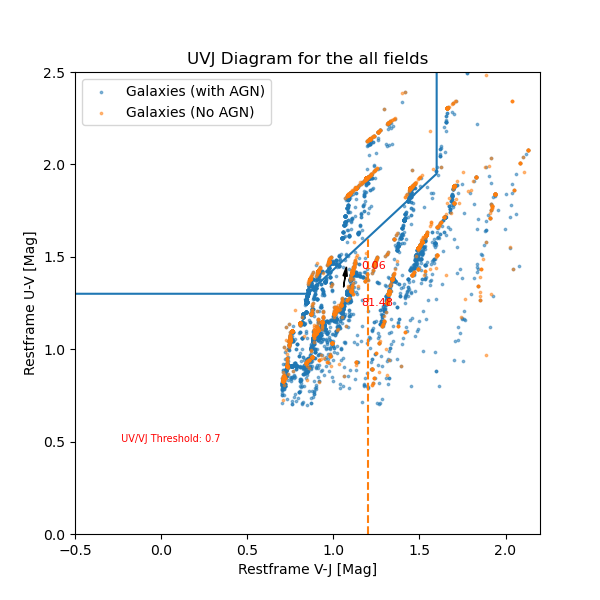 UVJ Diagram for the all fields
Galaxies (with AGN)
Galaxies (No AGN)
2.5
2.0
1.5
1.0
0.5
0.0
Restframe U-V [Mag]
0.06
81.48
UV/VJ Threshold: 0.7
−0.5 0.0 0.5 1.0 1.5 2.0
Restframe V-J [Mag]